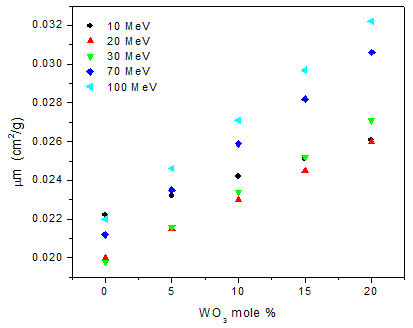 0.032
0.030
0.028
0.026
0.024
0.022
0.020
µm (cm²/g)
10 MeV
20 MeV
30 MeV
70 MeV
100 MeV
0 5 10 15 20
WO₃ mole %